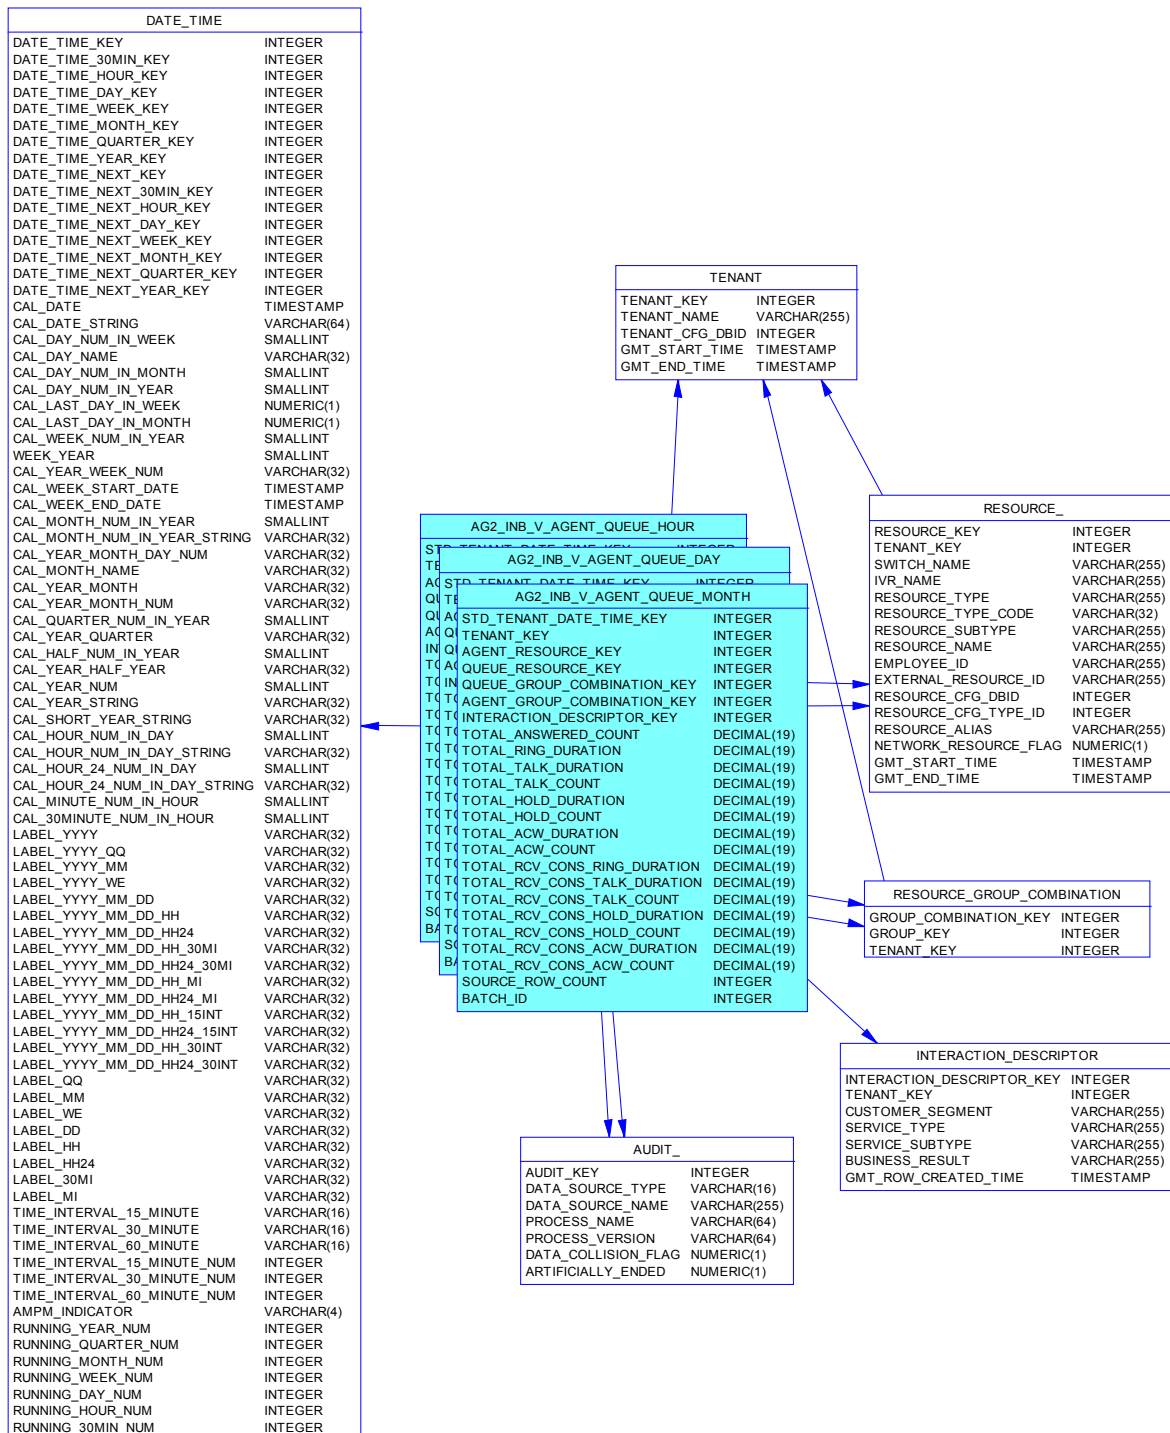 DATE_TIME
DATE_TIME_KEY INTEGER
DATE_TIME_30MIN_KEY INTEGER
DATE_TIME_HOUR_KEY INTEGER
DATE_TIME_DAY_KEY INTEGER
DATE_TIME_WEEK_KEY INTEGER
DATE_TIME_MONTH_KEY INTEGER
DATE_TIME_QUARTER_KEY INTEGER
DATE_TIME_YEAR_KEY INTEGER
DATE_TIME_NEXT_KEY INTEGER
DATE_TIME_NEXT_30MIN_KEY INTEGER
DATE_TIME_NEXT_HOUR_KEY INTEGER
DATE_TIME_NEXT_DAY_KEY INTEGER
DATE_TIME_NEXT_WEEK_KEY INTEGER
DATE_TIME_NEXT_MONTH_KEY INTEGER
DATE_TIME_NEXT_QUARTER_KEY INTEGER
DATE_TIME_NEXT_YEAR_KEY INTEGER
CAL_DATE TIMESTAMP
CAL_DATE_STRING VARCHAR(64)
CAL_DAY_NUM_IN_WEEK SMALLINT
CAL_DAY_NAME VARCHAR(32)
CAL_DAY_NUM_IN_MONTH SMALLINT
CAL_DAY_NUM_IN_YEAR SMALLINT
CAL_LAST_DAY_IN_WEEK NUMERIC(1)
CAL_LAST_DAY_IN_MONTH NUMERIC(1)
CAL_WEEK_NUM_IN_YEAR SMALLINT
WEEK_YEAR SMALLINT
CAL_YEAR_WEEK_NUM VARCHAR(32)
CAL_WEEK_START_DATE TIMESTAMP
CAL_WEEK_END_DATE TIMESTAMP
CAL_MONTH_NUM_IN_YEAR SMALLINT
CAL_MONTH_NUM_IN_YEAR_STRING VARCHAR(32)
CAL_YEAR_MONTH_DAY_NUM VARCHAR(32)
CAL_MONTH_NAME VARCHAR(32)
CAL_YEAR_MONTH VARCHAR(32)
CAL_YEAR_MONTH_NUM VARCHAR(32)
CAL_QUARTER_NUM_IN_YEAR SMALLINT
CAL_YEAR_QUARTER VARCHAR(32)
CAL_HALF_NUM_IN_YEAR SMALLINT
CAL_YEAR_HALF_YEAR VARCHAR(32)
CAL_YEAR_NUM SMALLINT
CAL_YEAR_STRING VARCHAR(32)
CAL_SHORT_YEAR_STRING VARCHAR(32)
CAL_HOUR_NUM_IN_DAY SMALLINT
CAL_HOUR_NUM_IN_DAY_STRING VARCHAR(32)
CAL_HOUR_24_NUM_IN_DAY SMALLINT
CAL_HOUR_24_NUM_IN_DAY_STRING VARCHAR(32)
CAL_MINUTE_NUM_IN_HOUR SMALLINT
CAL_30MINUTE_NUM_IN_HOUR SMALLINT
LABEL_YYYY VARCHAR(32)
LABEL_YYYY_QQ VARCHAR(32)
LABEL_YYYY_MM VARCHAR(32)
LABEL_YYYY_WE VARCHAR(32)
LABEL_YYYY_MM_DD VARCHAR(32)
LABEL_YYYY_MM_DD_HH VARCHAR(32)
LABEL_YYYY_MM_DD_HH24 VARCHAR(32)
LABEL_YYYY_MM_DD_HH_30MI VARCHAR(32)
LABEL_YYYY_MM_DD_HH24_30MI VARCHAR(32)
LABEL_YYYY_MM_DD_HH_MI VARCHAR(32)
LABEL_YYYY_MM_DD_HH24_MI VARCHAR(32)
LABEL_YYYY_MM_DD_HH_15INT VARCHAR(32)
LABEL_YYYY_MM_DD_HH24_15INT VARCHAR(32)
LABEL_YYYY_MM_DD_HH_30INT VARCHAR(32)
LABEL_YYYY_MM_DD_HH24_30INT VARCHAR(32)
LABEL_QQ VARCHAR(32)
LABEL_MM VARCHAR(32)
LABEL_WE VARCHAR(32)
LABEL_DD VARCHAR(32)
LABEL_HH VARCHAR(32)
LABEL_HH24 VARCHAR(32)
LABEL_30MI VARCHAR(32)
LABEL_MI VARCHAR(32)
TIME_INTERVAL_15_MINUTE VARCHAR(16)
TIME_INTERVAL_30_MINUTE VARCHAR(16)
TIME_INTERVAL_60_MINUTE VARCHAR(16)
TIME_INTERVAL_15_MINUTE_NUM INTEGER
TIME_INTERVAL_30_MINUTE_NUM INTEGER
TIME_INTERVAL_60_MINUTE_NUM INTEGER
AMPM_INDICATOR VARCHAR(4)
RUNNING_YEAR_NUM INTEGER
RUNNING_QUARTER_NUM INTEGER
RUNNING_MONTH_NUM INTEGER
RUNNING_WEEK_NUM INTEGER
RUNNING_DAY_NUM INTEGER
RUNNING_HOUR_NUM INTEGER
RUNNING_30MIN_NUM INTEGER
TENANT
TENANT_KEY INTEGER
TENANT_NAME VARCHAR(255)
TENANT_CFG_DBID INTEGER
GMT_START_TIME TIMESTAMP
GMT_END_TIME TIMESTAMP
AG2_INB_V_AGENT_QUEUE_HOUR
AG2_INB_V_AGENT_QUEUE_DAY
STD_TENANT_DATE_TIME_KEY INTEGER
AG2_INB_V_AGENT_QUEUE_MONTH
STD_TENANT_DATE_TIME_KEY INTEGER
TENANT_KEY INTEGER
AGENT_RESOURCE_KEY INTEGER
QUEUE_RESOURCE_KEY INTEGER
QUEUE_GROUP_COMBINATION_KEY INTEGER
AGENT_GROUP_COMBINATION_KEY INTEGER
INTERACTION_DESCRIPTOR_KEY INTEGER
TOTAL_ANSWERED_COUNT DECIMAL(19)
TOTAL_RING_DURATION DECIMAL(19)
TOTAL_TALK_DURATION DECIMAL(19)
TOTAL_TALK_COUNT DECIMAL(19)
TOTAL_HOLD_DURATION DECIMAL(19)
TOTAL_HOLD_COUNT DECIMAL(19)
TOTAL_ACW_DURATION DECIMAL(19)
TOTAL_ACW_COUNT DECIMAL(19)
TOTAL_RCV_CONS_RING_DURATION DECIMAL(19)
TOTAL_RCV_CONS_TALK_DURATION DECIMAL(19)
TOTAL_RCV_CONS_TALK_COUNT DECIMAL(19)
TOTAL_RCV_CONS_HOLD_DURATION DECIMAL(19)
TOTAL_RCV_CONS_HOLD_COUNT DECIMAL(19)
TOTAL_RCV_CONS_ACW_DURATION DECIMAL(19)
TOTAL_RCV_CONS_ACW_COUNT DECIMAL(19)
SOURCE_ROW_COUNT INTEGER
BATCH_ID INTEGER
RESOURCE_
RESOURCE_KEY INTEGER
TENANT_KEY INTEGER
SWITCH_NAME VARCHAR(255)
IVR_NAME VARCHAR(255)
RESOURCE_TYPE VARCHAR(255)
RESOURCE_TYPE_CODE VARCHAR(32)
RESOURCE_SUBTYPE VARCHAR(255)
RESOURCE_NAME VARCHAR(255)
EMPLOYEE_ID VARCHAR(255)
EXTERNAL_RESOURCE_ID VARCHAR(255)
RESOURCE_CFG_DBID INTEGER
RESOURCE_CFG_TYPE_ID INTEGER
RESOURCE_ALIAS VARCHAR(255)
NETWORK_RESOURCE_FLAG NUMERIC(1)
GMT_START_TIME TIMESTAMP
GMT_END_TIME TIMESTAMP
RESOURCE_GROUP_COMBINATION
GROUP_COMBINATION_KEY INTEGER
GROUP_KEY INTEGER
TENANT_KEY INTEGER
INTERACTION_DESCRIPTOR
INTERACTION_DESCRIPTOR_KEY INTEGER
TENANT_KEY INTEGER
CUSTOMER_SEGMENT VARCHAR(255)
SERVICE_TYPE VARCHAR(255)
SERVICE_SUBTYPE VARCHAR(255)
BUSINESS_RESULT VARCHAR(255)
GMT_ROW_CREATED_TIME TIMESTAMP
AUDIT_
AUDIT_KEY INTEGER
DATA_SOURCE_TYPE VARCHAR(16)
DATA_SOURCE_NAME VARCHAR(255)
PROCESS_NAME VARCHAR(64)
PROCESS_VERSION VARCHAR(64)
DATA_COLLISION_FLAG NUMERIC(1)
ARTIFICIALLY_ENDED NUMERIC(1)